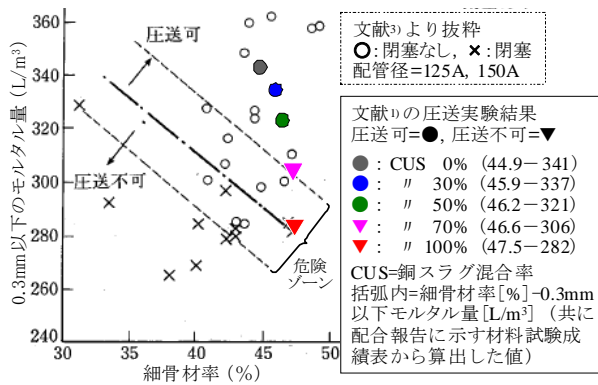 0.3mm以下のモルタル量 (L/m³)
360
340
320
300
280
260
240
30
35
40
45
50
細骨材率 (%)
圧送可
圧送不可
危険
ゾーン
文献3)より抜粋
○:閉塞なし, ×:閉塞
配管径=125A, 150A
文献1)の圧送実験結果
圧送可=●, 圧送不可=▼
●: CUS 0% (44.9−341)
●: 〃 30% (45.9−337)
●: 〃 50% (46.2−321)
▼: 〃 70% (46.6−306)
▼: 〃 100% (47.5−282)
CUS=銅スラグ混合率
括弧内=細骨材率[%]−0.3mm
以下モルタル量[L/m³] (共に
配合報告に示す材料試験成
績表から算出した値)